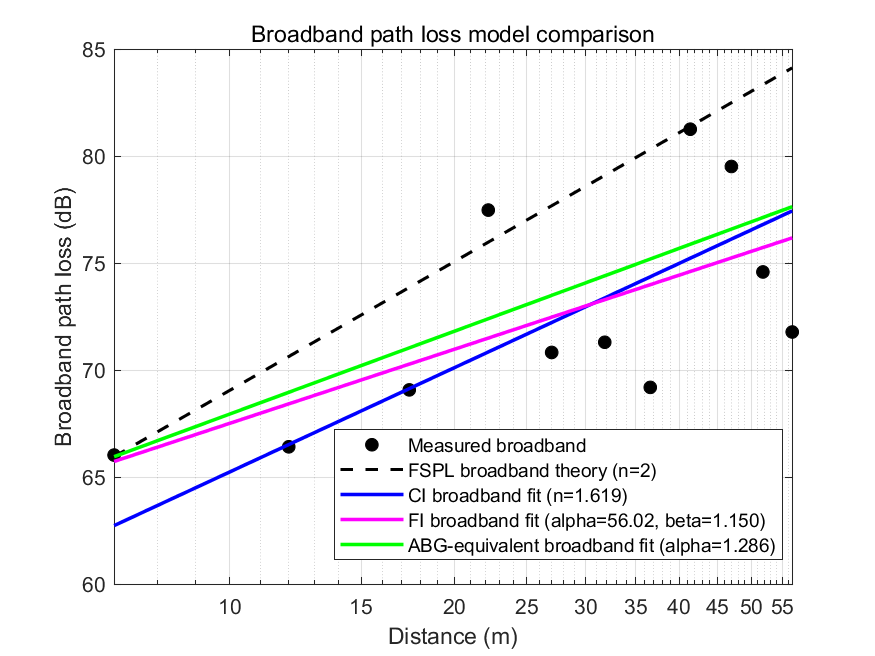 Broadband path loss model comparison
85
80
75
70
65
60
Broadband path loss (dB)
Measured broadband
FSPL broadband theory (n=2)
CI broadband fit (n=1.619)
FI broadband fit (alpha=56.02, beta=1.150)
ABG-equivalent broadband fit (alpha=1.286)
10 15 20 25 30 35 40 45 50 55
Distance (m)